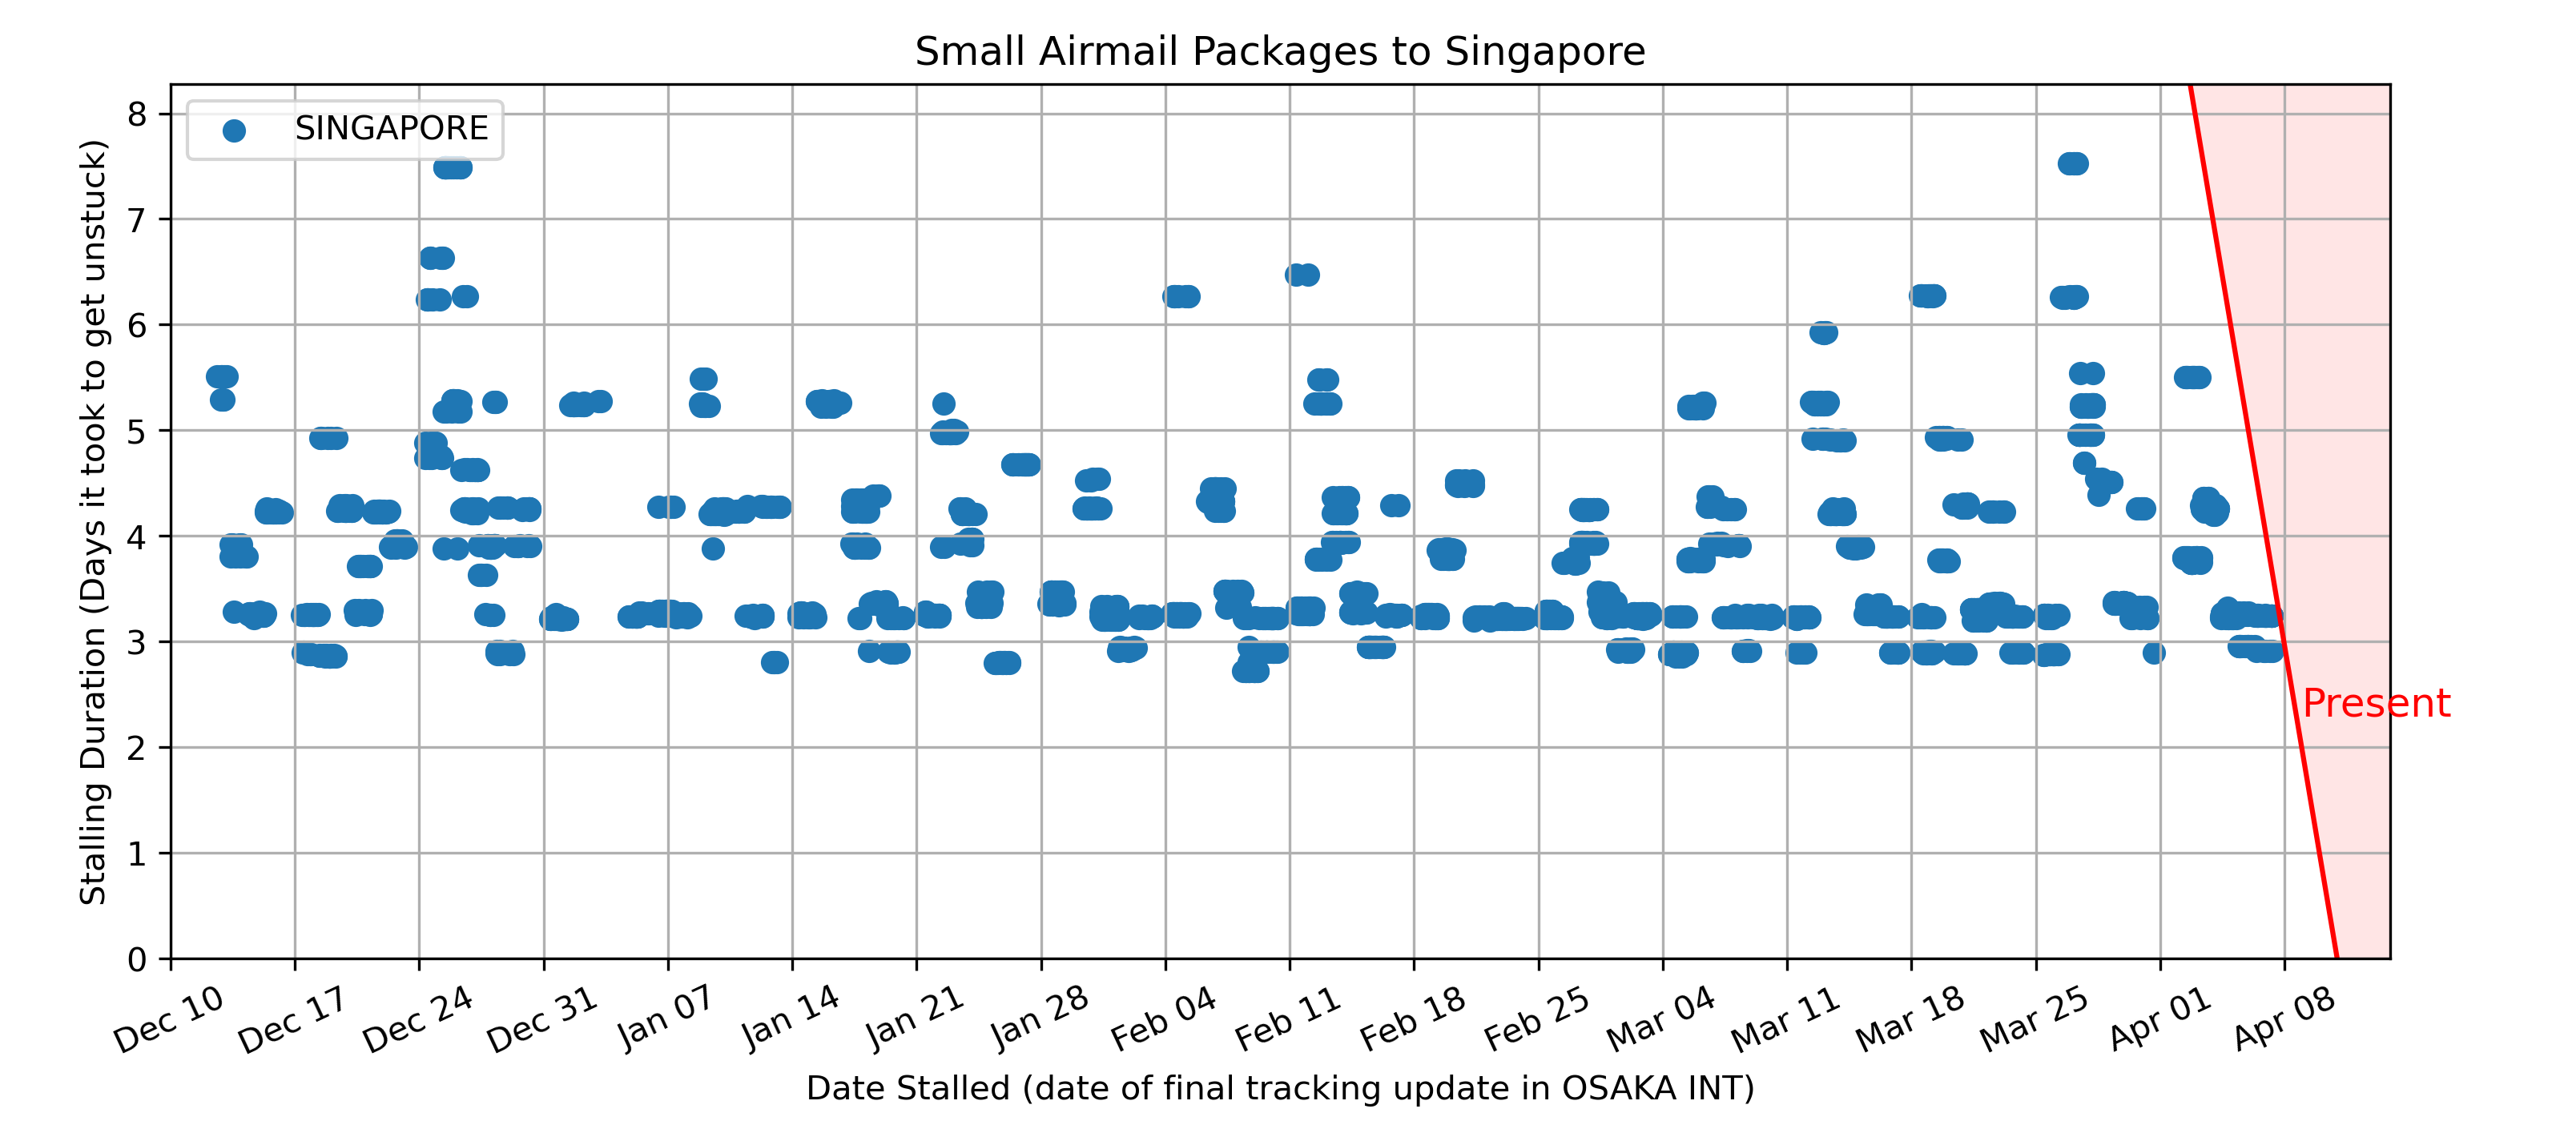 Small Airmail Packages to Singapore
SINGAPORE
Stalling Duration (Days it took to get unstuck)
8
7
6
5
4
3
2
1
0
Present
Dec 10
Dec 17
Dec 24
Dec 31
Jan 07
Jan 14
Jan 21
Jan 28
Feb 04
Feb 11
Feb 18
Feb 25
Mar 04
Mar 11
Mar 18
Mar 25
Apr 01
Apr 08
Date Stalled (date of final tracking update in OSAKA INT)